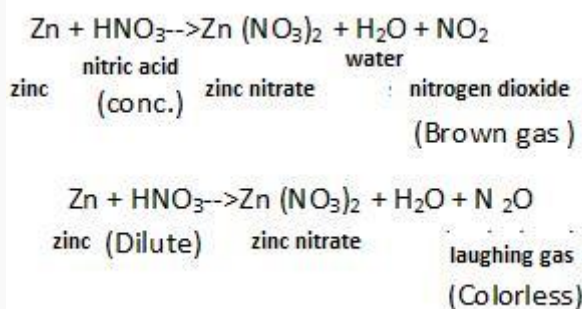 Zn + HNO₃-->Zn (NO₃)₂ + H₂O + NO₂
zinc nitric acid zinc nitrate water nitrogen dioxide
(conc.) (Brown gas )
Zn + HNO₃-->Zn (NO₃)₂ + H₂O + N ₂O
zinc (Dilute) zinc nitrate laughing gas
(Colorless)